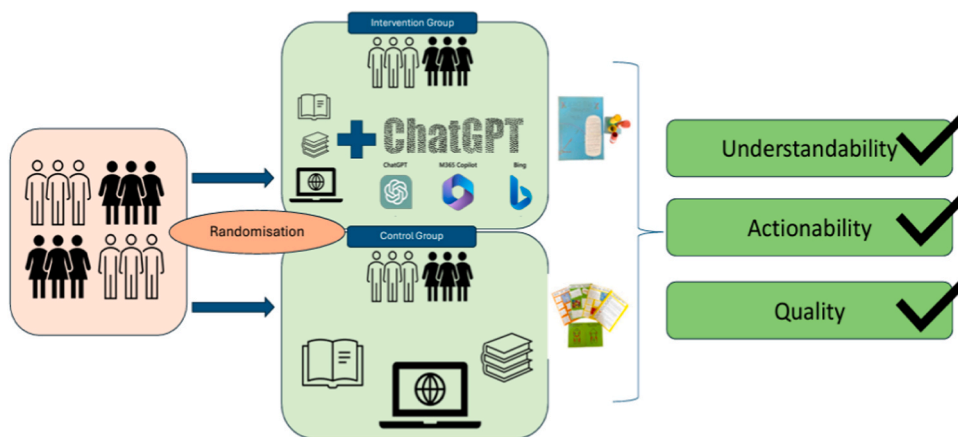 Intervention Group
ChatGPT
ChatGPT M365 Copilot Bing
Randomisation
Control Group
Understandability
Actionability
Quality